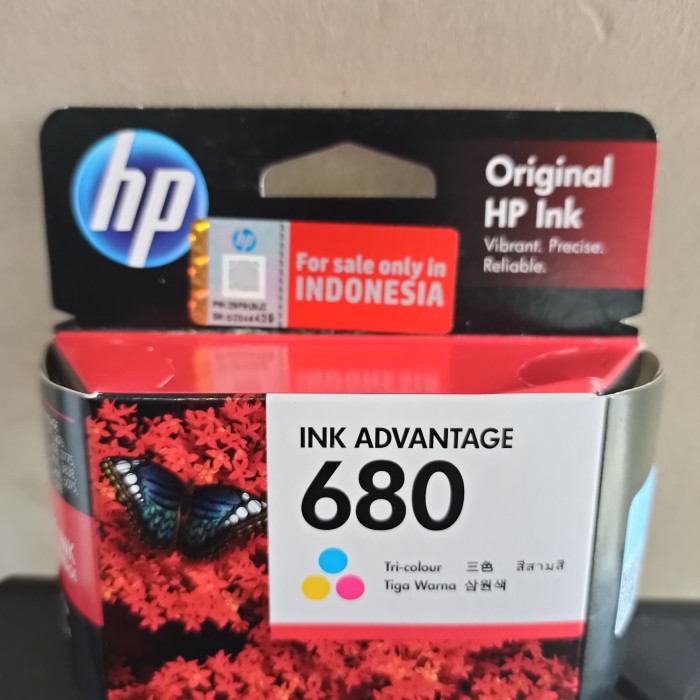 hp
Original
HP Ink
Vibrant. Precise.
Reliable.
hp
For sale only in
INDONESIA
INK ADVANTAGE
680
Tri-colour 三色 สีสามสี
Tiga Warna 삼원색